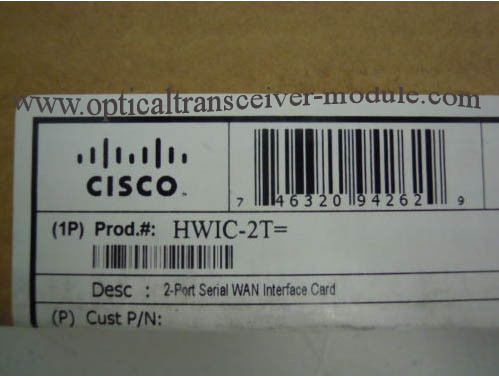 www.opticaltransceiver-module.com
CISCO.
7 46320 94262 9
(1P) Prod.#: HWIC-2T=
Desc : 2-Port Serial WAN Interface Card
(P) Cust P/N: